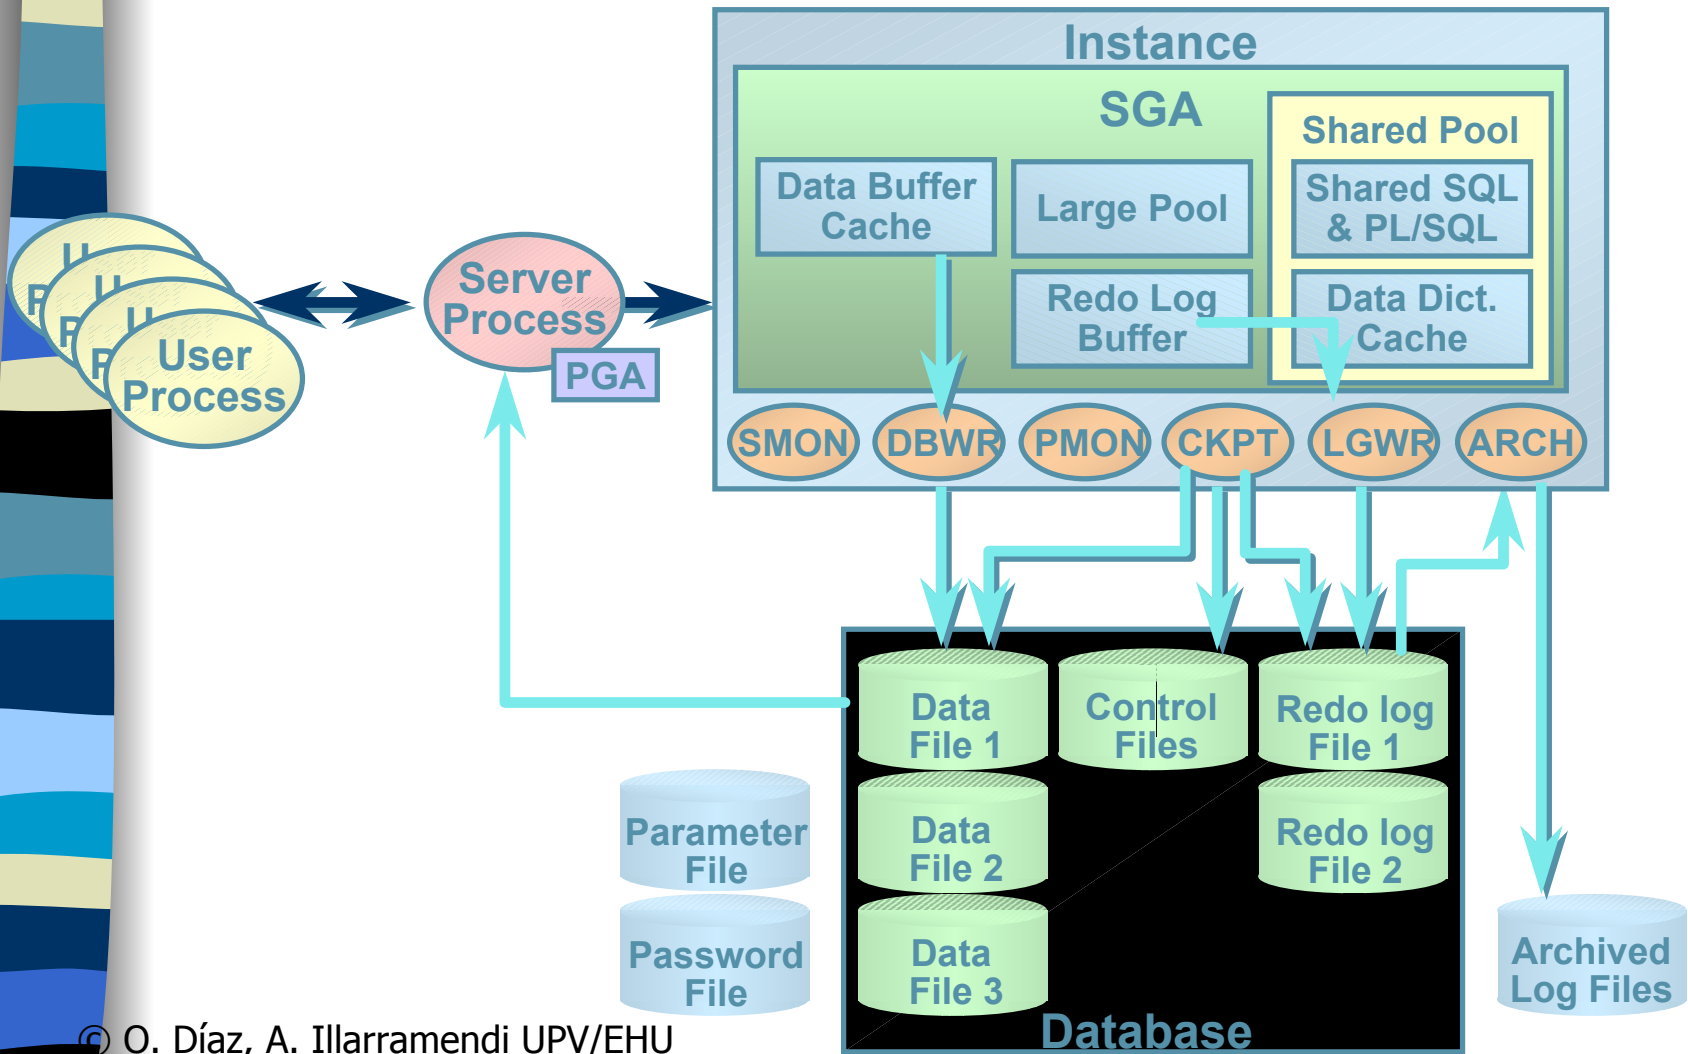 Instance
SGA
Shared Pool
Data Buffer
Cache
Large Pool
Shared SQL
& PL/SQL
Redo Log
Buffer
Data Dict.
Cache
U
P
U
P
U
P
User
Process
Server
Process
PGA
SMON
DBWR
PMON
CKPT
LGWR
ARCH
Data
File 1
Control
Files
Redo log
File 1
Parameter
File
Data
File 2
Redo log
File 2
Password
File
Data
File 3
Archived
Log Files
Database
© O. Díaz, A. Illarramendi UPV/EHU